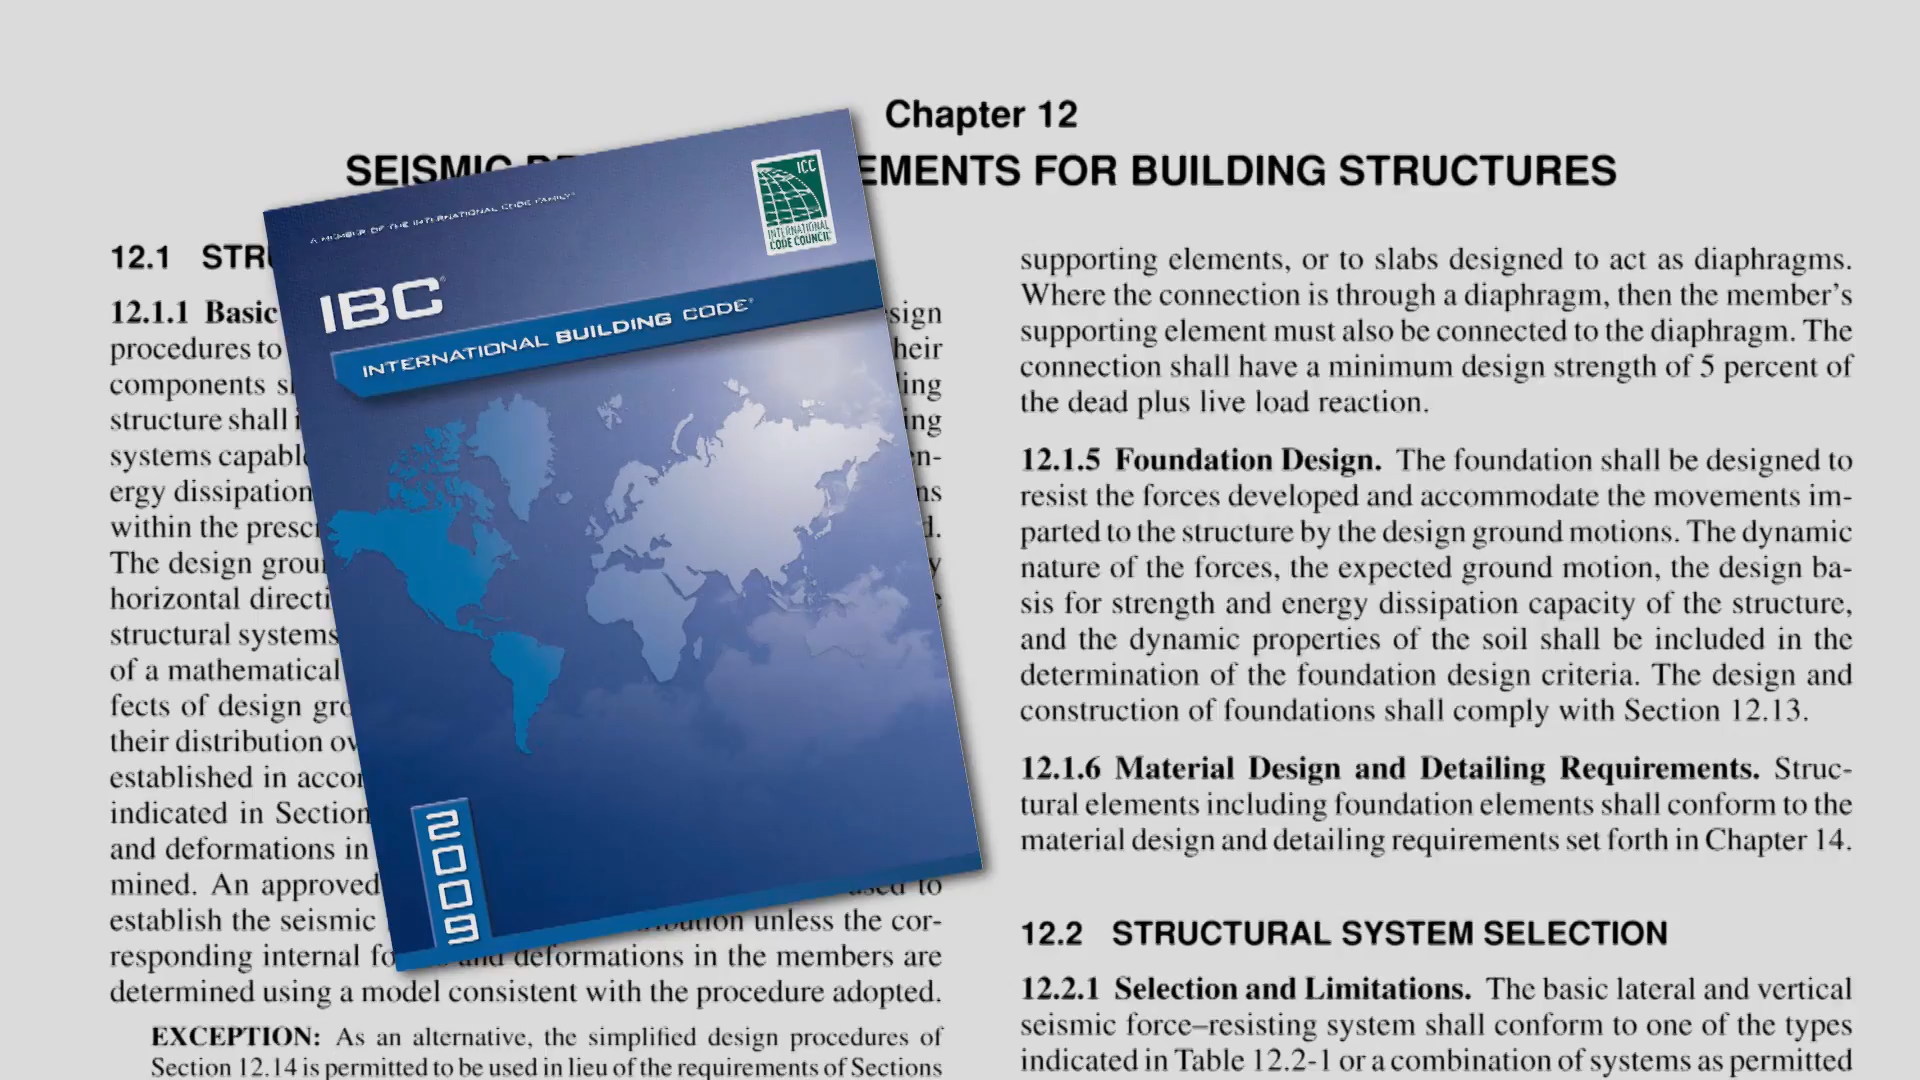 Chapter 12
SEISMIC EMENTS FOR BUILDING STRUCTURES
12.1 STRU
12.1.1 Basic sign
procedures to heir
components ing
structure shall ing
systems en-
ergy dissipation ns
within the d.
The design
horizontal
structural systems
of a mathematical
fects of design
their distribution
established in
indicated in Section
and deformations in
mined. An approved used to
establish the seismic unless the cor-
responding internal and deformations in the members are
determined using a model consistent with the procedure adopted.
EXCEPTION: As an alternative, the simplified design procedures of
Section 12.14 is permitted to be used in lieu of the requirements of Sections
A MEMBER OF THE INTERNATIONAL CODE FAMILY
ICC
INTERNATIONAL
CODE COUNCIL
IBC®
INTERNATIONAL BUILDING CODE®
2009
supporting elements, or to slabs designed to act as diaphragms.
Where the connection is through a diaphragm, then the member's
supporting element must also be connected to the diaphragm. The
connection shall have a minimum design strength of 5 percent of
the dead plus live load reaction.
12.1.5 Foundation Design. The foundation shall be designed to
resist the forces developed and accommodate the movements im-
parted to the structure by the design ground motions. The dynamic
nature of the forces, the expected ground motion, the design ba-
sis for strength and energy dissipation capacity of the structure,
and the dynamic properties of the soil shall be included in the
determination of the foundation design criteria. The design and
construction of foundations shall comply with Section 12.13.
12.1.6 Material Design and Detailing Requirements. Struc-
tural elements including foundation elements shall conform to the
material design and detailing requirements set forth in Chapter 14.
12.2 STRUCTURAL SYSTEM SELECTION
12.2.1 Selection and Limitations. The basic lateral and vertical
seismic force–resisting system shall conform to one of the types
indicated in Table 12.2-1 or a combination of systems as permitted